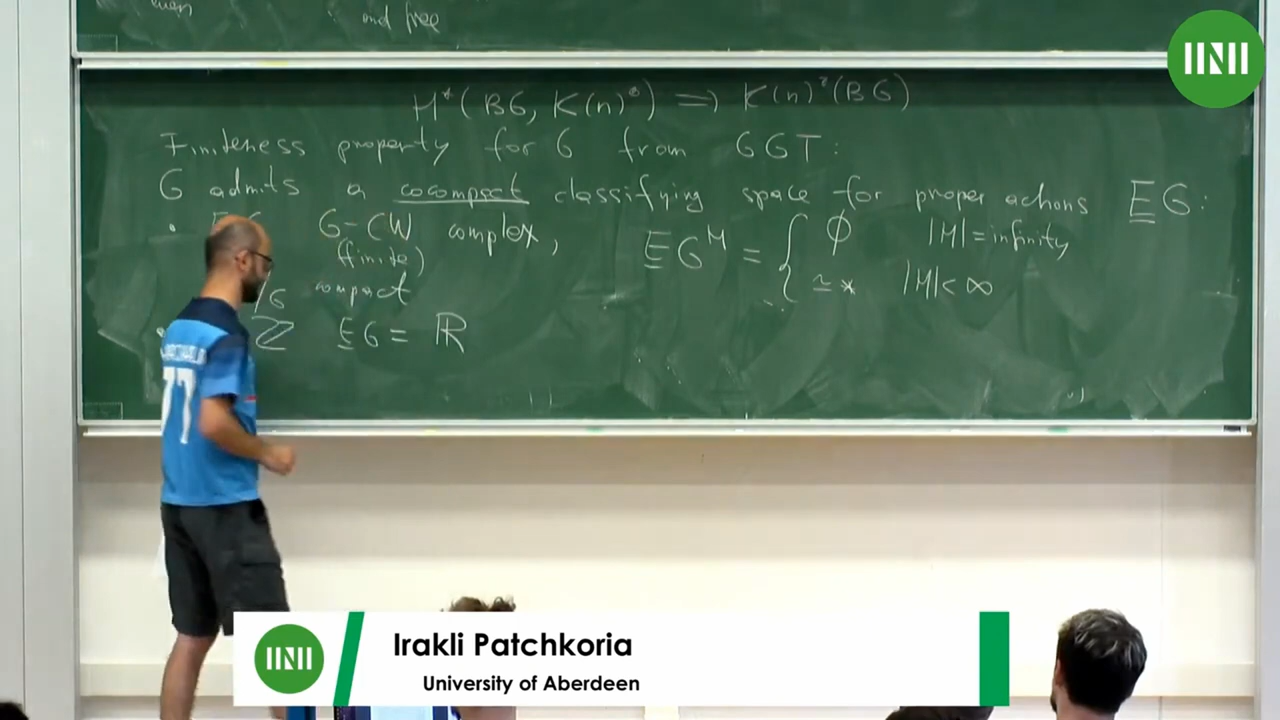 and free
H*(BG, K(n)*) ⟹ K(n)*(BG)
Finiteness property for G from GGT:
G admits a cocompact classifying space for proper actions E̲G:
• G-CW complex, E̲G^H = { ∅ |H| = infinity
(finite)
≃ * |H| < ∞
/G compact
ℤ E̲G = ℝ
77
Irakli Patchkoria
University of Aberdeen